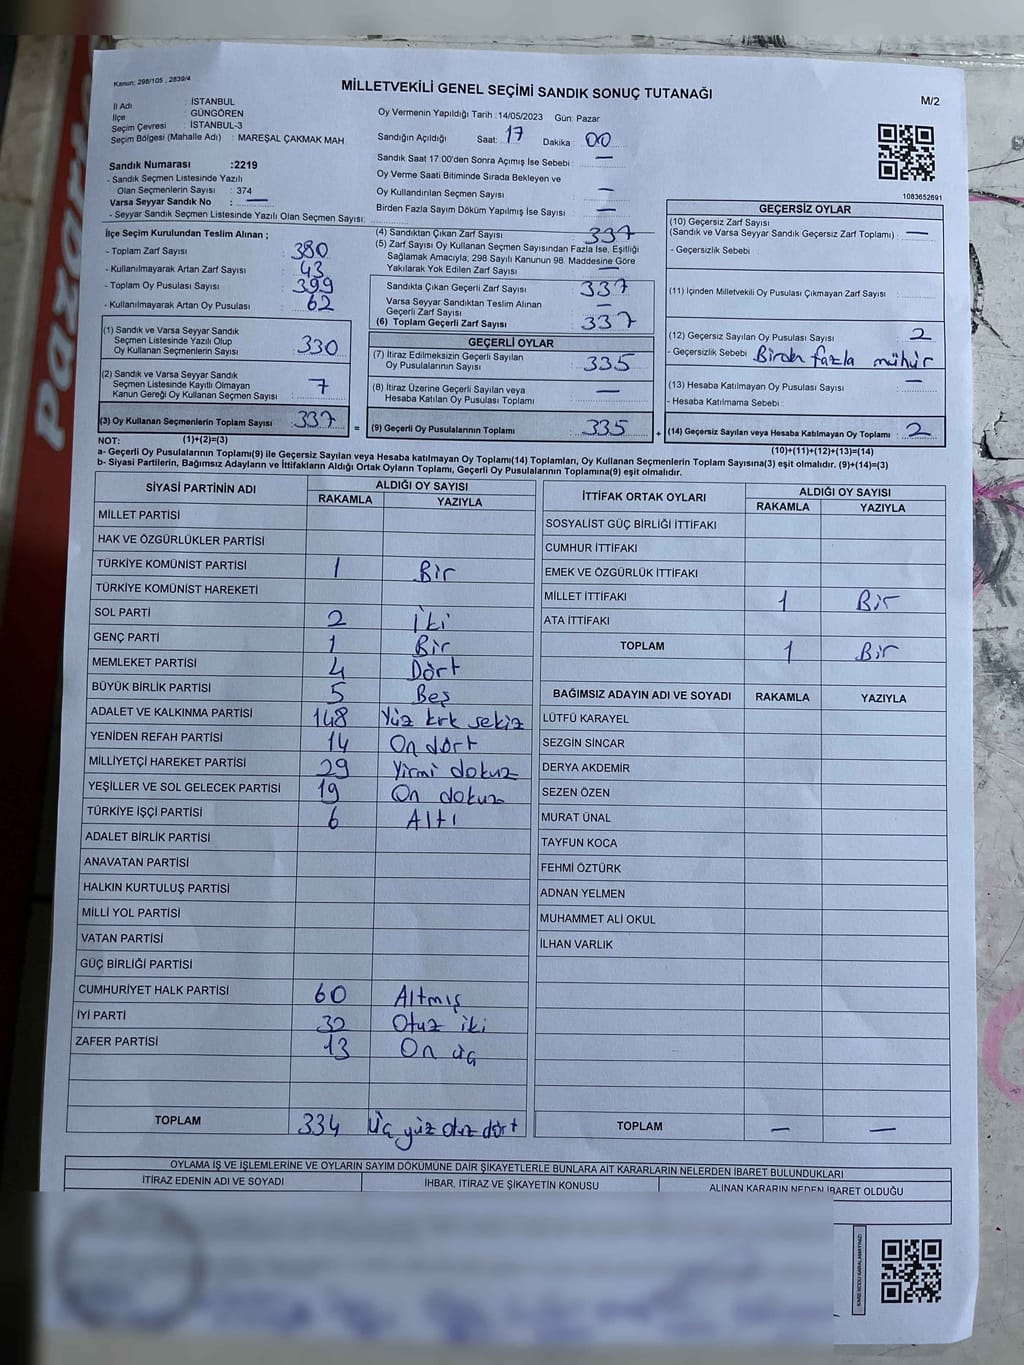 Kanun, 298/105 , 2839/4
MİLLETVEKİLİ GENEL SEÇİMİ SANDIK SONUÇ TUTANAĞI
M/2
İl Adı : İSTANBUL
İlçe : GÜNGÖREN
Seçim Çevresi : İSTANBUL-3
Seçim Bölgesi (Mahalle Adı) : MAREŞAL ÇAKMAK MAH
Sandık Numarası :2219
- Sandık Seçmen Listesinde Yazılı
Olan Seçmenlerin Sayısı : 374
Varsa Seyyar Sandık No : —
- Seyyar Sandık Seçmen Listesinde Yazılı Olan Seçmen Sayısı:
Oy Vermenin Yapıldığı Tarih :14/05/2023 Gün: Pazar
Sandığın Açıldığı Saat: 17 Dakika : 00
Sandık Saat 17:00'den Sonra Açımış İse Sebebi : —
Oy Verme Saati Bitiminde Sırada Bekleyen ve
Oy Kullandırılan Seçmen Sayısı —
Birden Fazla Sayım Döküm Yapılmış İse Sayısı —
1083652691
İlçe Seçim Kurulundan Teslim Alınan ;
- Toplam Zarf Sayısı : 380
- Kullanılmayarak Artan Zarf Sayısı : 43
- Toplam Oy Pusulası Sayısı : 399
- Kullanılmayarak Artan Oy Pusulası : 62
(1) Sandık ve Varsa Seyyar Sandık
Seçmen Listesinde Yazılı Olup
Oy Kullanan Seçmenlerin Sayısı : 330
(2) Sandık ve Varsa Seyyar Sandık
Seçmen Listesinde Kayıtlı Olmayan
Kanun Gereği Oy Kullanan Seçmen Sayısı : 7
(3) Oy Kullanan Seçmenlerin Toplam Sayısı : 337
(4) Sandıktan Çıkan Zarf Sayısı : 337
(5) Zarf Sayısı Oy Kullanan Seçmen Sayısından Fazla İse, Eşitliği
Sağlamak Amacıyla; 298 Sayılı Kanunun 98. Maddesine Göre
Yakılarak Yok Edilen Zarf Sayısı : —
Sandıkta Çıkan Geçerli Zarf Sayısı : 337
Varsa Seyyar Sandıktan Teslim Alınan
Geçerli Zarf Sayısı
(6) Toplam Geçerli Zarf Sayısı : 337
GEÇERLİ OYLAR
(7) İtiraz Edilmeksizin Geçerli Sayılan
Oy Pusulalarının Sayısı : 335
(8) İtiraz Üzerine Geçerli Sayılan veya
Hesaba Katılan Oy Pusulası Toplamı : —
= (9) Geçerli Oy Pusulalarının Toplamı : 335
GEÇERSİZ OYLAR
(10) Geçersiz Zarf Sayısı
(Sandık ve Varsa Seyyar Sandık Geçersiz Zarf Toplamı) : —
- Geçersizlik Sebebi :
(11) İçinden Milletvekili Oy Pusulası Çıkmayan Zarf Sayısı :
(12) Geçersiz Sayılan Oy Pusulası Sayısı : 2
- Geçersizlik Sebebi : Birden fazla mühür
(13) Hesaba Katılmayan Oy Pusulası Sayısı : —
- Hesaba Katılmama Sebebi :
+ (14) Geçersiz Sayılan veya Hesaba Katılmayan Oy Toplamı : 2
NOT: (1)+(2)=(3)
(10)+(11)+(12)+(13)=(14)
a- Geçerli Oy Pusulalarının Toplamı(9) ile Geçersiz Sayılan veya Hesaba katılmayan Oy Toplamı(14) Toplamları, Oy Kullanan Seçmenlerin Toplam Sayısına(3) eşit olmalıdır. (9)+(14)=(3)
b- Siyasi Partilerin, Bağımsız Adayların ve İttifakların Aldığı Ortak Oyların Toplamı, Geçerli Oy Pusulalarının Toplamına(9) eşit olmalıdır.
SİYASİ PARTİNİN ADI ALDIĞI OY SAYISI
RAKAMLA YAZIYLA
MİLLET PARTİSİ
HAK VE ÖZGÜRLÜKLER PARTİSİ
TÜRKİYE KOMÜNİST PARTİSİ 1 Bir
TÜRKİYE KOMÜNİST HAREKETİ
SOL PARTİ 2 İki
GENÇ PARTİ 1 Bir
MEMLEKET PARTİSİ 4 Dört
BÜYÜK BİRLİK PARTİSİ 5 Beş
ADALET VE KALKINMA PARTİSİ 148 Yüz kırk sekiz
YENİDEN REFAH PARTİSİ 14 On dört
MİLLİYETÇİ HAREKET PARTİSİ 29 Yirmi dokuz
YEŞİLLER VE SOL GELECEK PARTİSİ 19 On dokuz
TÜRKİYE İŞÇİ PARTİSİ 6 Altı
ADALET BİRLİK PARTİSİ
ANAVATAN PARTİSİ
HALKIN KURTULUŞ PARTİSİ
MİLLİ YOL PARTİSİ
VATAN PARTİSİ
GÜÇ BİRLİĞİ PARTİSİ
CUMHURİYET HALK PARTİSİ 60 Altmış
İYİ PARTİ 32 Otuz iki
ZAFER PARTİSİ 13 On üç
TOPLAM 334 Üç yüz otuz dört
İTTİFAK ORTAK OYLARI ALDIĞI OY SAYISI
RAKAMLA YAZIYLA
SOSYALİST GÜÇ BİRLİĞİ İTTİFAKI
CUMHUR İTTİFAKI
EMEK VE ÖZGÜRLÜK İTTİFAKI
MİLLET İTTİFAKI 1 Bir
ATA İTTİFAKI
TOPLAM 1 Bir
BAĞIMSIZ ADAYIN ADI VE SOYADI RAKAMLA YAZIYLA
LÜTFÜ KARAYEL
SEZGİN SİNCAR
DERYA AKDEMİR
SEZEN ÖZEN
MURAT ÜNAL
TAYFUN KOCA
FEHMİ ÖZTÜRK
ADNAN YELMEN
MUHAMMET ALİ OKUL
İLHAN VARLIK
TOPLAM — —
OYLAMA İŞ VE İŞLEMLERİNE VE OYLARIN SAYIM DÖKÜMÜNE DAİR ŞİKAYETLERLE BUNLARA AİT KARARLARIN NELERDEN İBARET BULUNDUKLARI
İTİRAZ EDENİN ADI VE SOYADI İHBAR, İTİRAZ VE ŞİKAYETİN KONUSU ALINAN KARARIN NEDEN İBARET OLDUĞU
KARE KODU KARALAMAYINIZ!